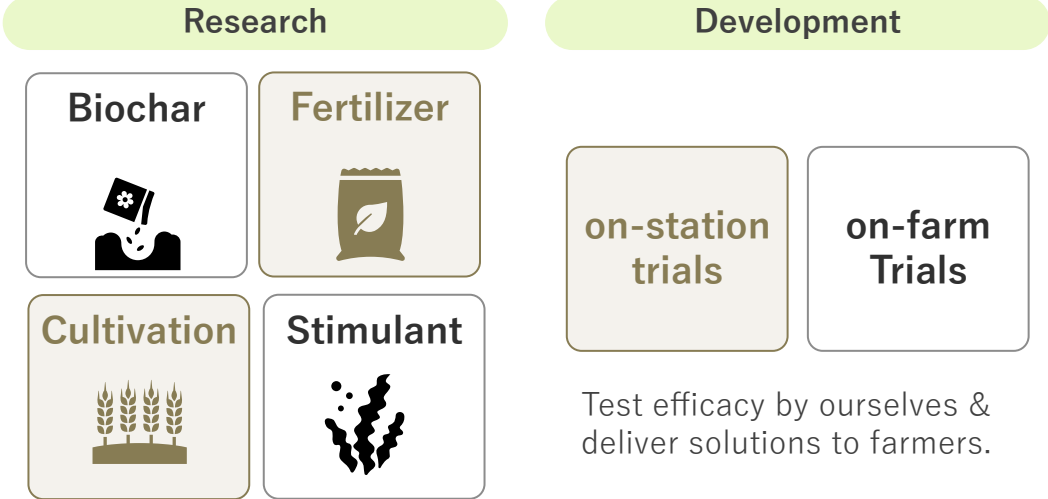 Research
Biochar
Fertilizer
Cultivation
Stimulant
Development
on-station
trials
on-farm
Trials
Test efficacy by ourselves &
deliver solutions to farmers.